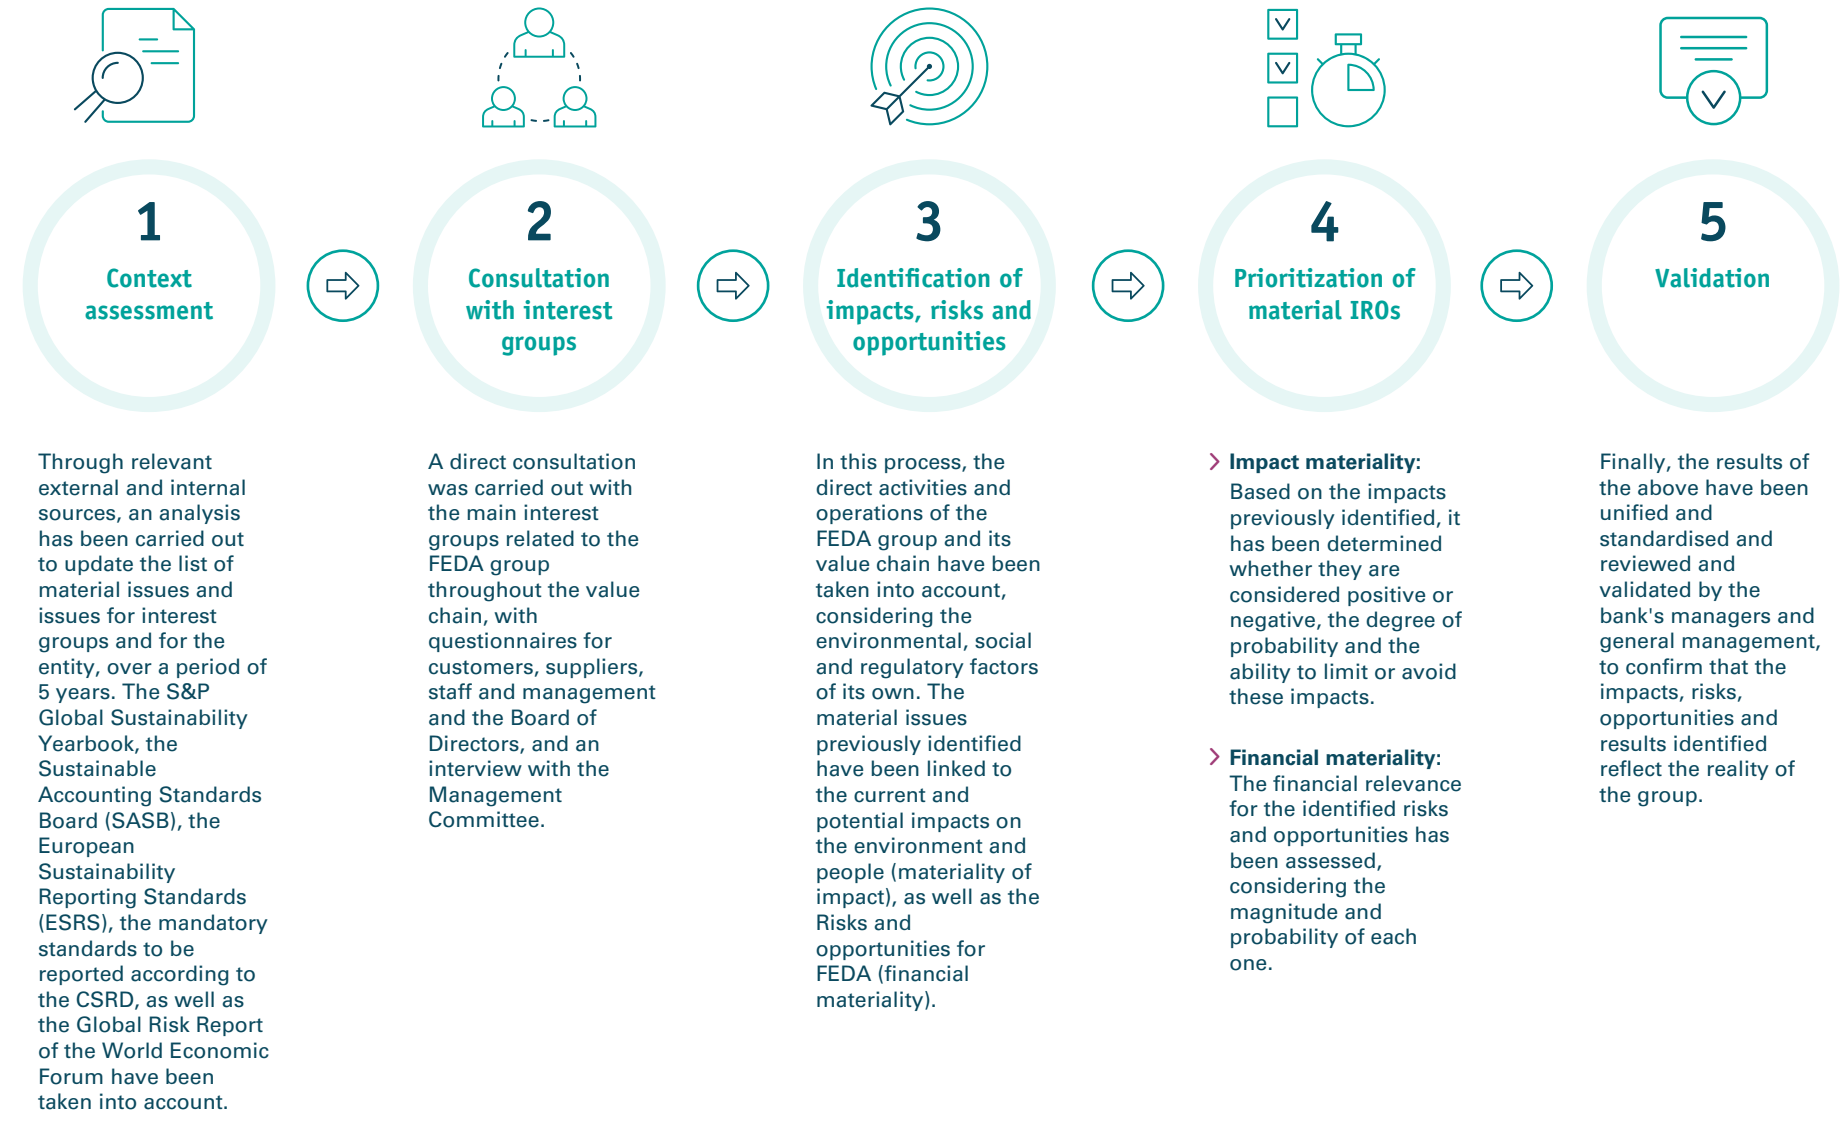 1
Context
assessment
Through relevant
external and internal
sources, an analysis
has been carried out
to update the list of
material issues and
issues for interest
groups and for the
entity, over a period of
5 years. The S&P
Global Sustainability
Yearbook, the
Sustainable
Accounting Standards
Board (SASB), the
European
Sustainability
Reporting Standards
(ESRS), the mandatory
standards to be
reported according to
the CSRD, as well as
the Global Risk Report
of the World Economic
Forum have been
taken into account.
2
Consultation
with interest
groups
A direct consultation
was carried out with
the main interest
groups related to the
FEDA group
throughout the value
chain, with
questionnaires for
customers, suppliers,
staff and management
and the Board of
Directors, and an
interview with the
Management
Committee.
3
Identification of
impacts, risks and
opportunities
In this process, the
direct activities and
operations of the
FEDA group and its
value chain have been
taken into account,
considering the
environmental, social
and regulatory factors
of its own. The
material issues
previously identified
have been linked to
the current and
potential impacts on
the environment and
people (materiality of
impact), as well as the
Risks and
opportunities for
FEDA (financial
materiality).
4
Prioritization of
material IROs
Impact materiality:
Based on the impacts
previously identified, it
has been determined
whether they are
considered positive or
negative, the degree of
probability and the
ability to limit or avoid
these impacts.
Financial materiality:
The financial relevance
for the identified risks
and opportunities has
been assessed,
considering the
magnitude and
probability of each
one.
5
Validation
Finally, the results of
the above have been
unified and
standardised and
reviewed and
validated by the
bank's managers and
general management,
to confirm that the
impacts, risks,
opportunities and
results identified
reflect the reality of
the group.